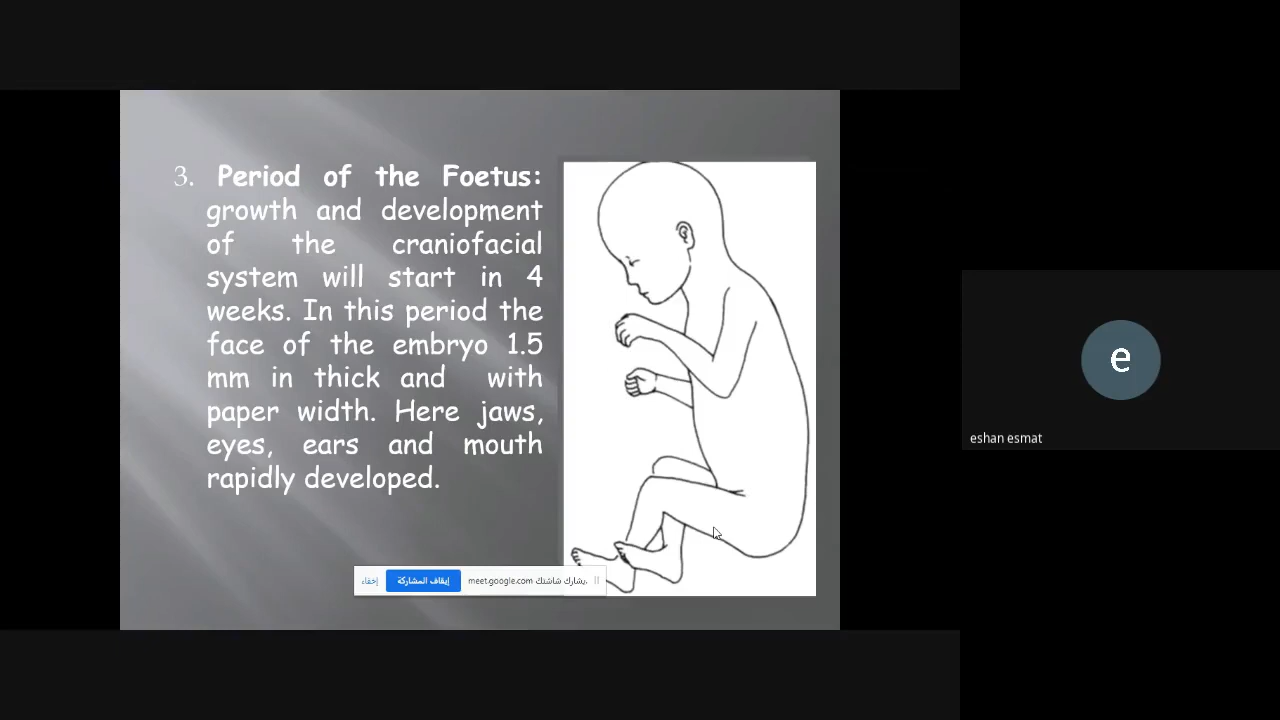 3. Period of the Foetus:
growth and development
of the craniofacial
system will start in 4
weeks. In this period the
face of the embryo 1.5
mm in thick and with
paper width. Here jaws,
eyes, ears and mouth
rapidly developed.
meet.google.com يشارك شاشتك. إيقاف المشاركة إخفاء
e
eshan esmat